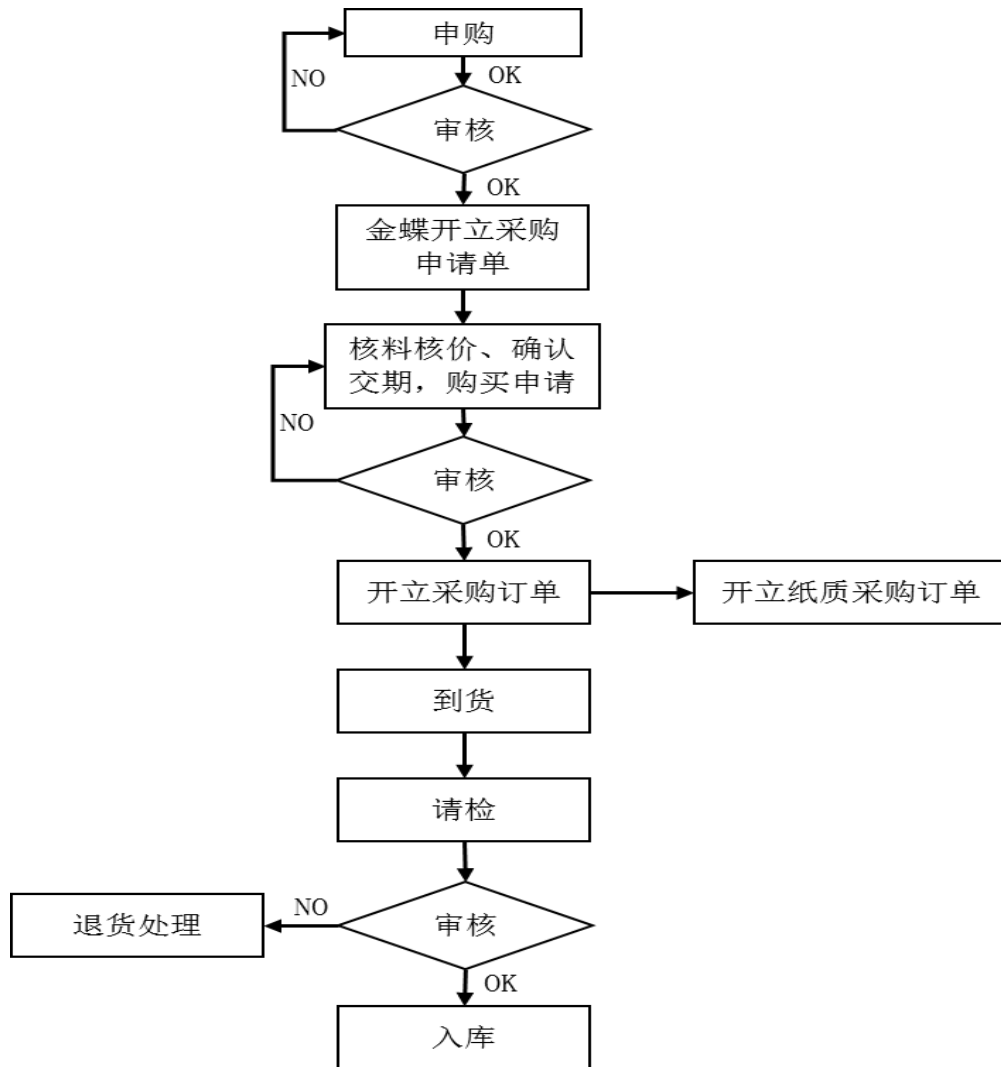 申购
NO
OK
审核
OK
金蝶开立采购
申请单
核料核价、确认
交期，购买申请
NO
审核
OK
开立采购订单
开立纸质采购订单
到货
请检
NO
退货处理
审核
OK
入库